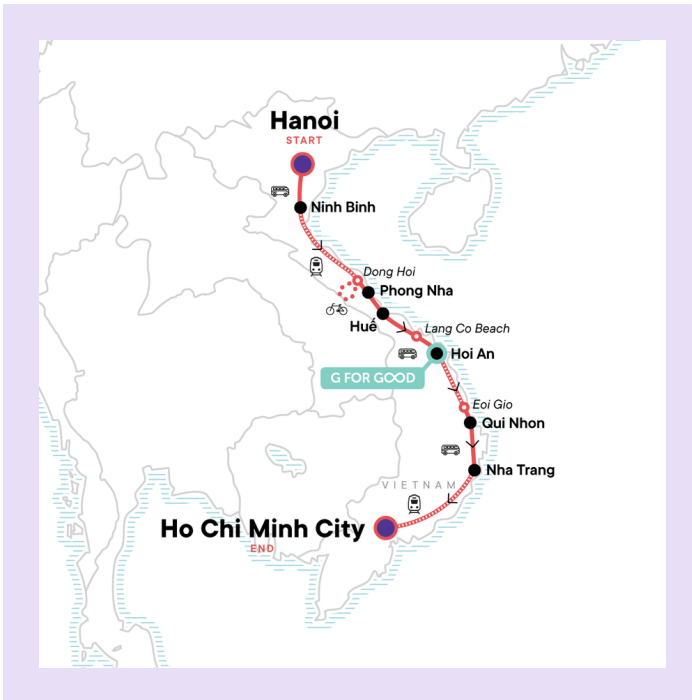 Hanoi
START
Ninh Binh
Dong Hoi
Phong Nha
Huế
Lang Co Beach
Hoi An
G FOR GOOD
Eoi Gio
Qui Nhon
Nha Trang
VIETNAM
Ho Chi Minh City
END